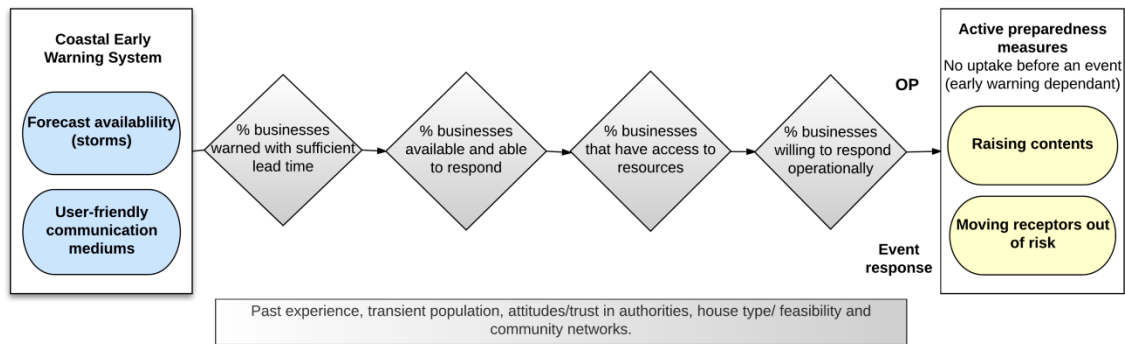 Coastal Early
Warning System
Forecast availablility
(storms)
User-friendly
communication
mediums
% businesses
warned with sufficient
lead time
% businesses
available and able
to respond
% businesses
that have access to
resources
% businesses
willing to respond
operationally
OP
Event
response
Active preparedness
measures
No uptake before an event
(early warning dependant)
Raising contents
Moving receptors out
of risk
Past experience, transient population, attitudes/trust in authorities, house type/ feasibility and
community networks.